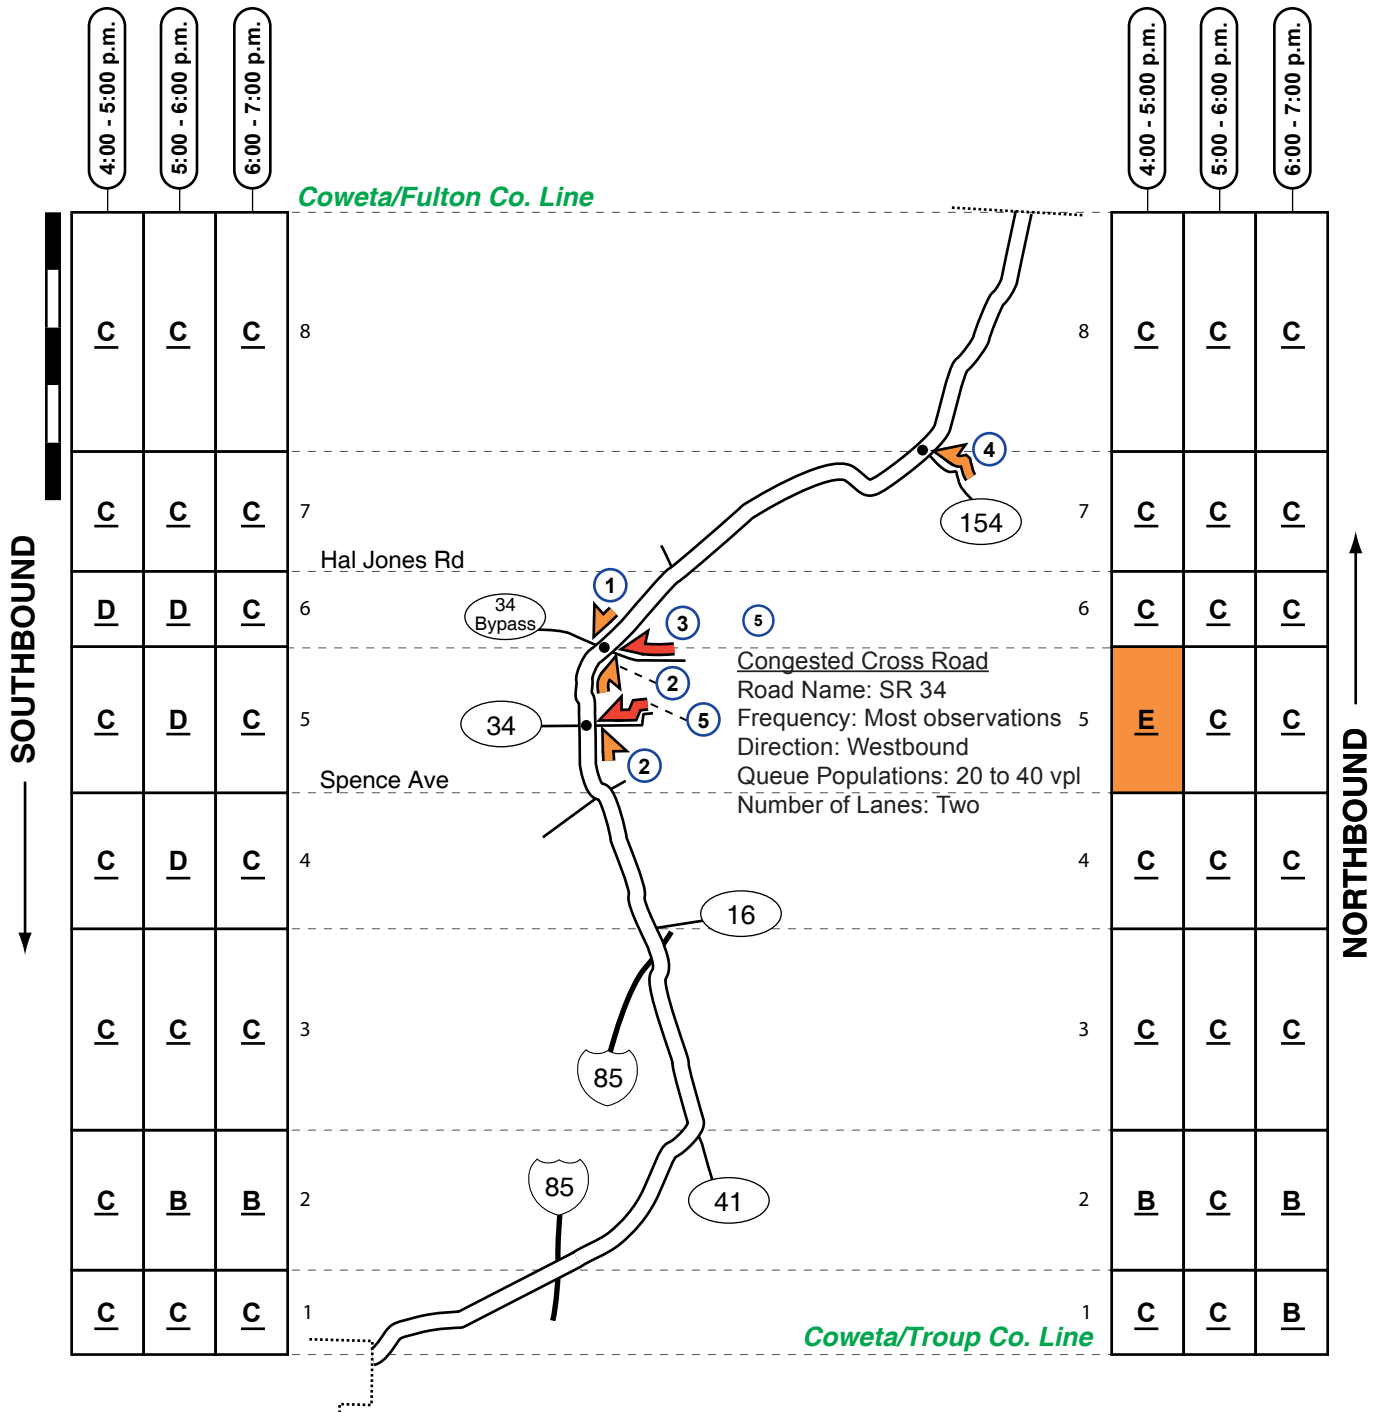 4:00 - 5:00 p.m.
5:00 - 6:00 p.m.
6:00 - 7:00 p.m.
4:00 - 5:00 p.m.
5:00 - 6:00 p.m.
6:00 - 7:00 p.m.
Coweta/Fulton Co. Line
C C C 8 8 C C C
4
154
C C C 7 7 C C C
Hal Jones Rd
1
D D C 6 6 C C C
34
Bypass
3
5
Congested Cross Road
Road Name: SR 34
Frequency: Most observations
Direction: Westbound
Queue Populations: 20 to 40 vpl
Number of Lanes: Two
2
C D C 5 5 E C C
34
5
2
Spence Ave
C D C 4 4 C C C
16
C C C 3 3 C C C
85
C B B 2 2 B C B
85
41
C C C 1 1 C C B
Coweta/Troup Co. Line
SOUTHBOUND
NORTHBOUND